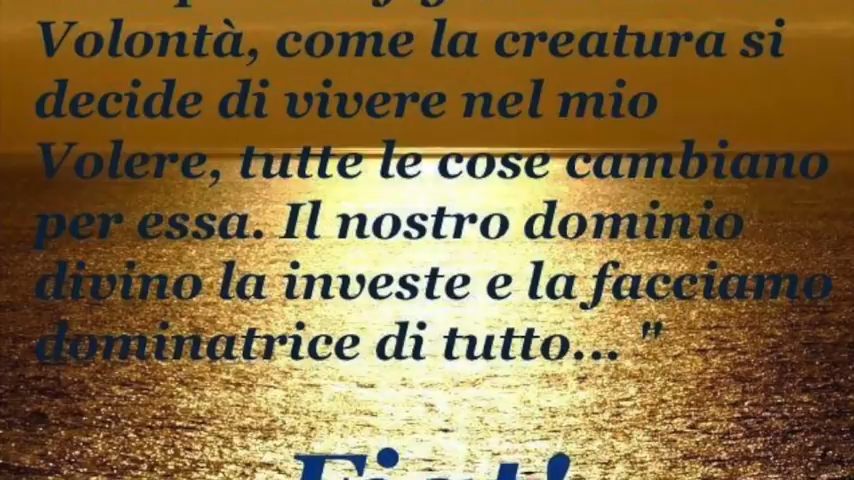 Volontà, come la creatura si
decide di vivere nel mio
Volere, tutte le cose cambiano
per essa. Il nostro dominio
divino la investe e la facciamo
dominatrice di tutto... "
Fiat!